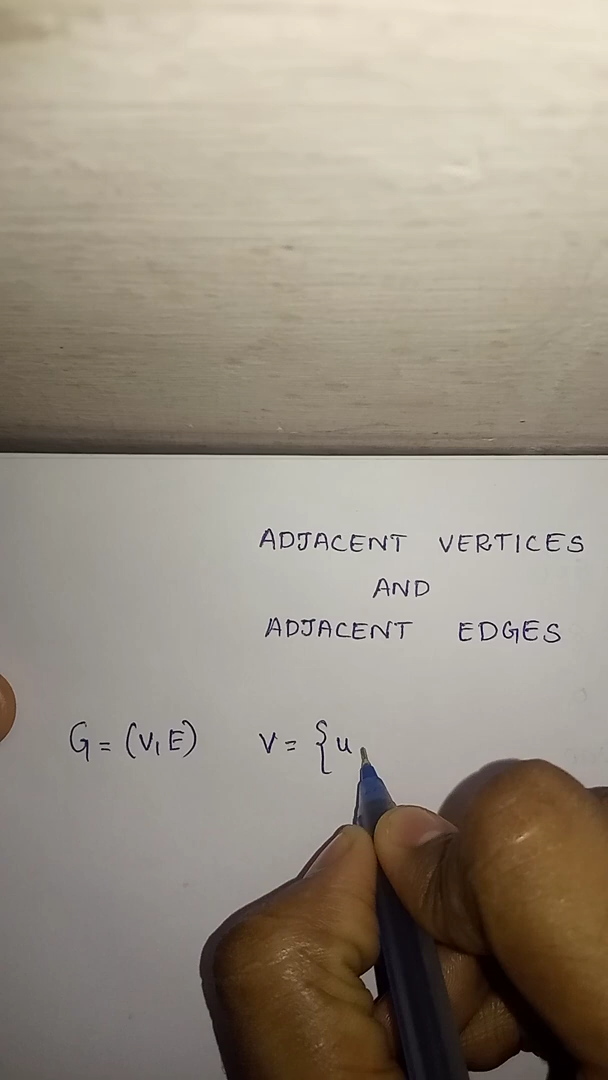 ADJACENT VERTICES
AND
ADJACENT EDGES
G = (V, E) V = {u